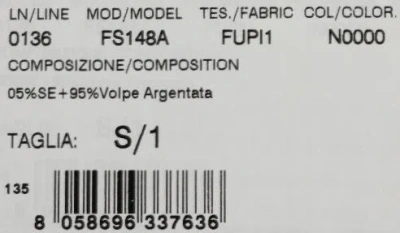 LN/LINE MOD/MODEL TES./FABRIC COL/COLOR.
0136 FS148A FUPI1 N0000
COMPOSIZIONE/COMPOSITION
05%SE+95%Volpe Argentata
TAGLIA: S/1
135
8 058696 337636